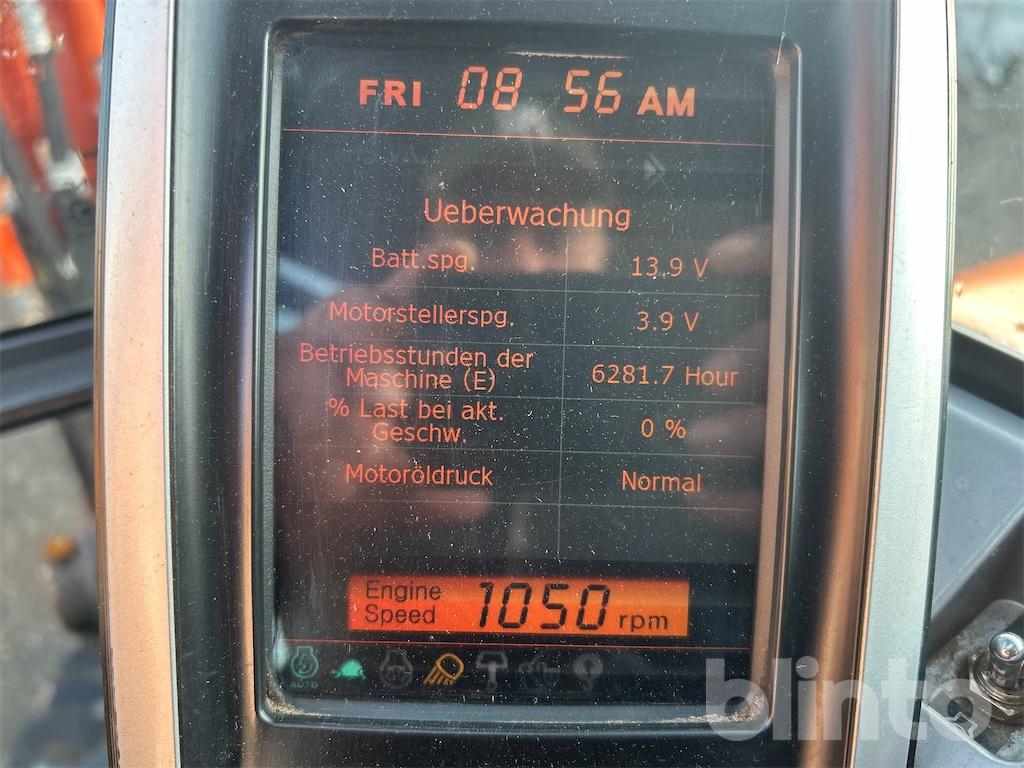 FRI 08 56 AM
Ueberwachung
Batt.spg. 13.9 V
Motorstellerspg. 3.9 V
Betriebsstunden der
Maschine (E) 6281.7 Hour
% Last bei akt.
Geschw. 0 %
Motoröldruck Normal
Engine
Speed 1050 rpm
AUTO
blinto